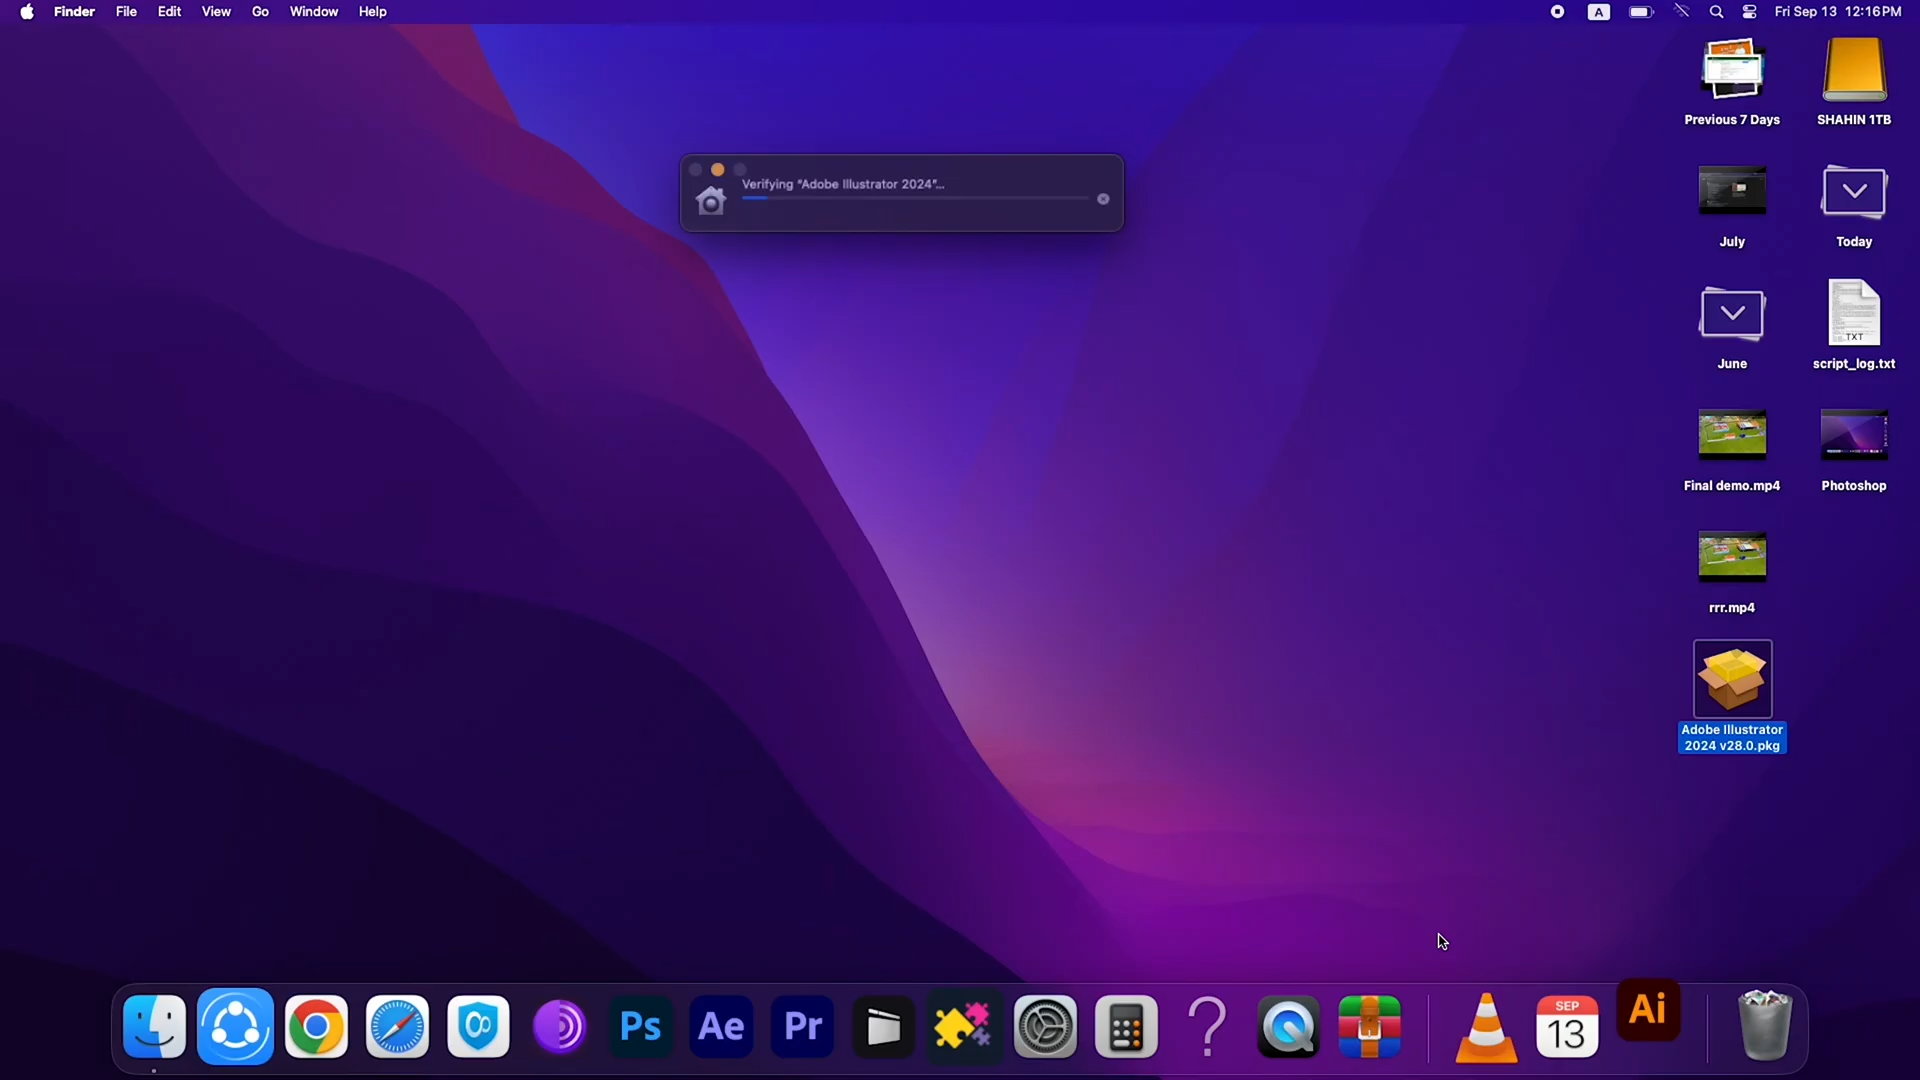 Finder File Edit View Go Window Help A Fri Sep 13 12:16 PM
Previous 7 Days
SHAHIN 1TB
Verifying “Adobe Illustrator 2024”...
July
Today
TXT
June
script_log.txt
Final demo.mp4
Photoshop
rrr.mp4
Adobe Illustrator
2024 v28.0.pkg
Ps
Ae
Pr
SEP
13
Ai